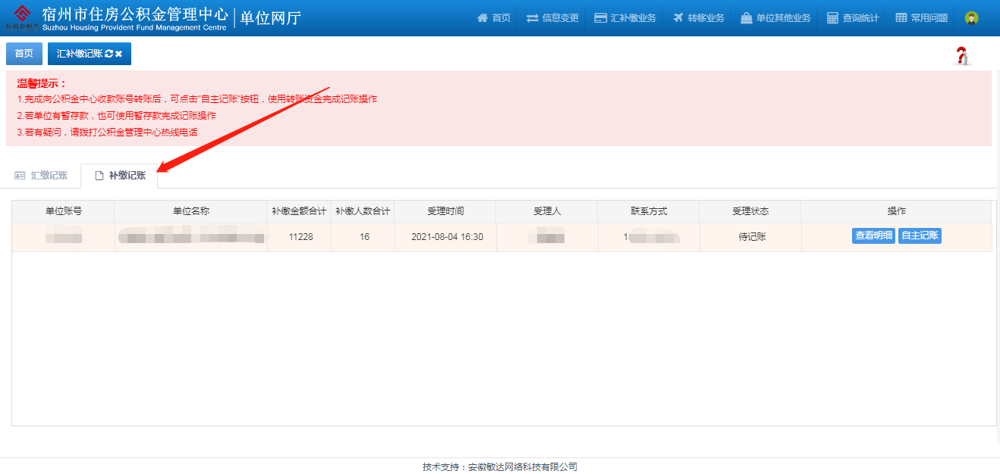 宿州市住房公积金管理中心 单位网厅
Suzhou Housing Provident Fund Management Centre
首页 信息变更 汇补缴业务 转移业务 单位其他业务 查询统计 常用问题
首页 汇补缴记账
温馨提示：
1.完成向公积金中心收款账号转账后，可点击"自主记账"按钮，使用转账资金完成记账操作
2.若单位有暂存款，也可使用暂存款完成记账操作
3.若有疑问，请拨打公积金管理中心热线电话
汇缴记账 补缴记账
单位账号 单位名称 补缴金额合计 补缴人数合计 受理时间 受理人 联系方式 受理状态 操作
11228 16 2021-08-04 16:30 1 待记账 查看明细 自主记账
技术支持：安徽敏达网络科技有限公司